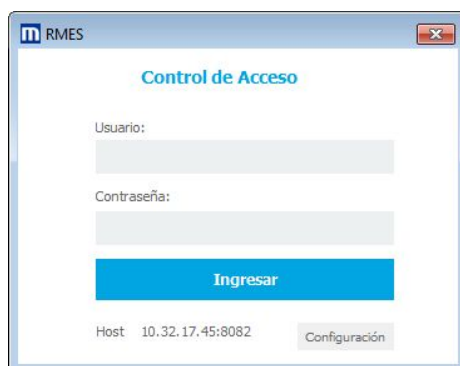 m RMES
Control de Acceso
Usuario:
Contraseña:
Ingresar
Host 10.32.17.45:8082 Configuración